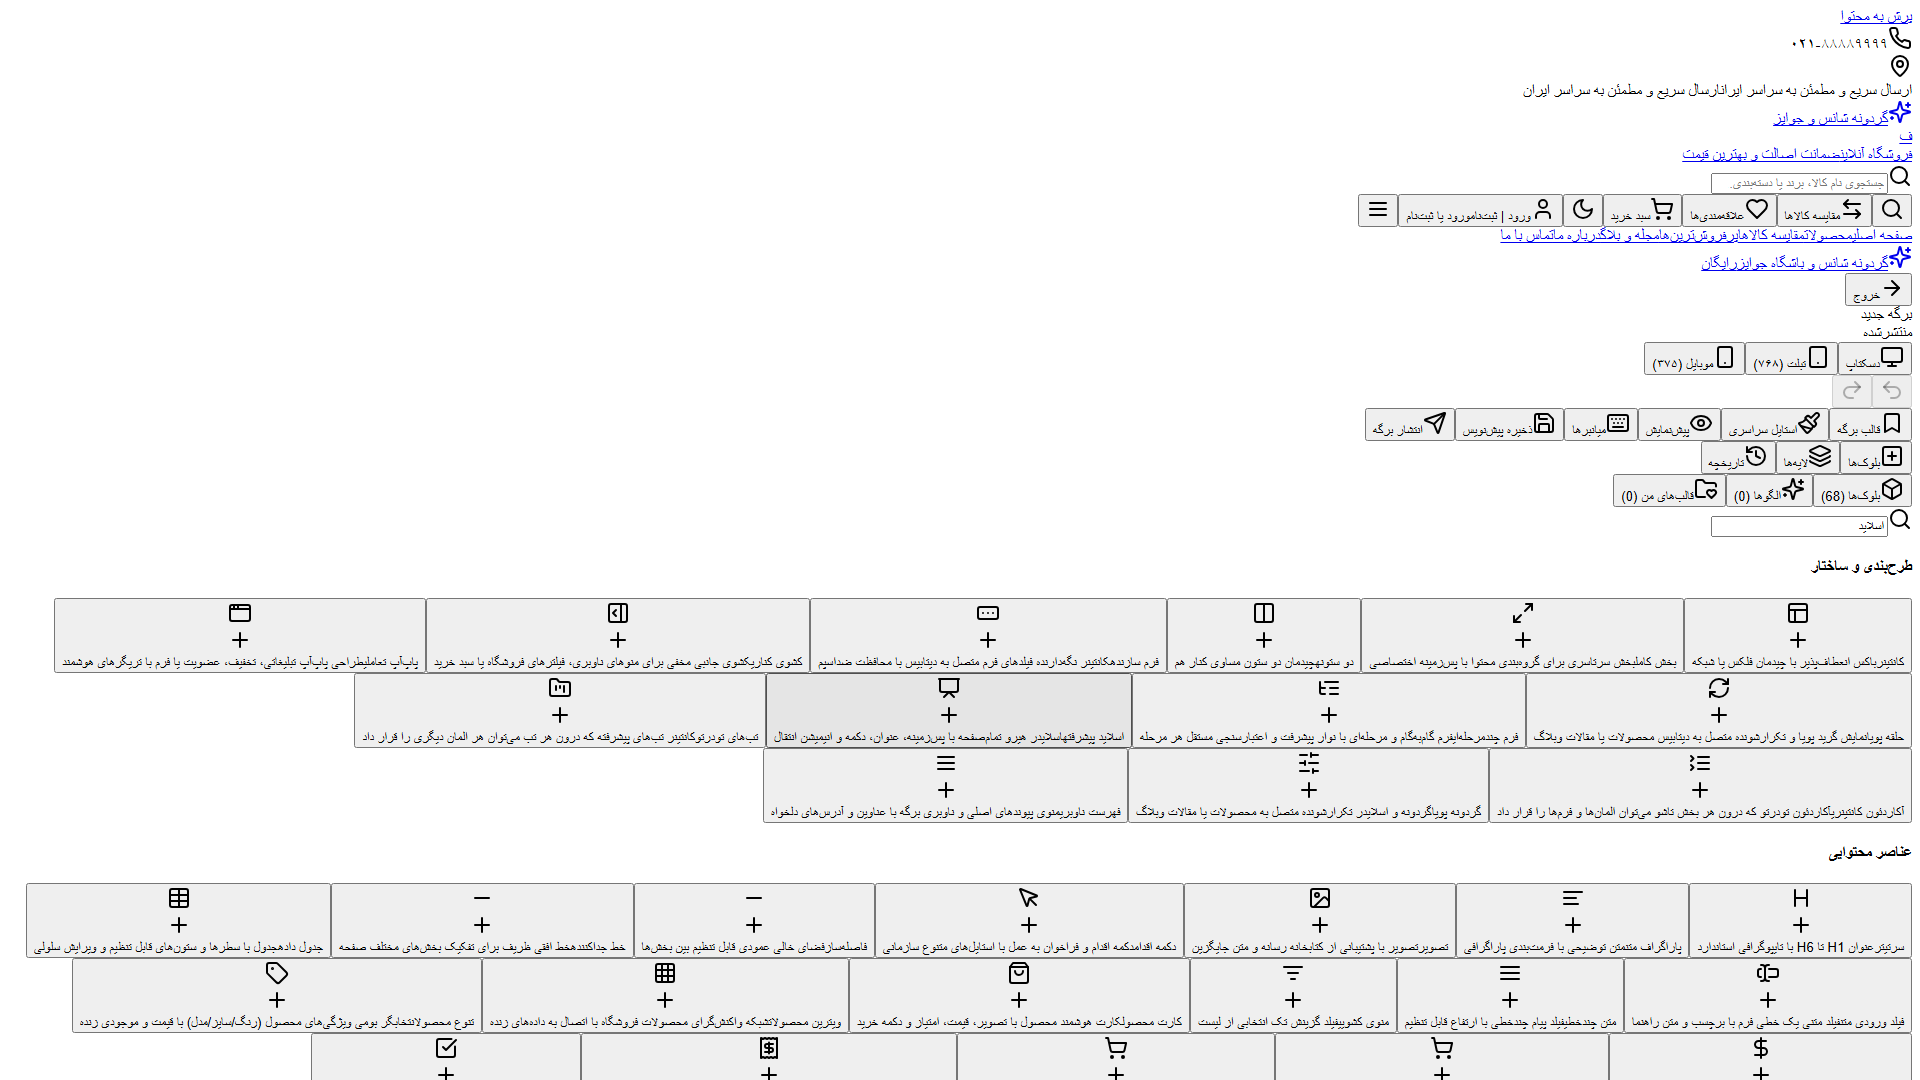 پرش به محتوا
۰۲۱-۸۸۸۸۹۹۹۹
ارسال سریع و مطمئن به سراسر ایرانارسال سریع و مطمئن به سراسر ایران
گردونه شانس و جوایز
ف
فروشگاه آنلاینضمانت اصالت و بهترین قیمت
جستجوی نام کالا، برند یا دسته‌بندی.
مقایسه کالاها علاقه‌مندی‌ها سبد خرید ورود | ثبت‌نامورود یا ثبت‌نام
صفحه اصلیمحصولاتمقایسه کالاهاپرفروش‌ترین‌هامجله و بلاگدرباره ماتماس با ما
گردونه شانس و باشگاه جوایزرایگان
خروج
برگه جدید
منتشرشده
دسکتاپ تبلت (۷۶۸) موبایل (۳۷۵)
قالب برگه استایل سراسری پیش‌نمایش میانبرها ذخیره پیش‌نویس انتشار برگه
بلوک‌ها لایه‌ها تاریخچه
بلوک‌ها (68) الگوها (0) قالب‌های من (0)
اسلاید
طرح‌بندی و ساختار
کانتینرباکس انعطاف‌پذیر با چیدمان فلکس یا شبکه بخش کاملبخش سرتاسری برای گروه‌بندی محتوا با پس‌زمینه اختصاصی دو ستونهچیدمان دو ستون مساوی کنار هم فرم سازندهکانتینر نگه‌دارنده فیلدهای فرم متصل به دیتابیس با محافظت ضداسپم کشوی کناریکشوی جانبی مخفی برای منوهای ناوبری، فیلترهای فروشگاه یا سبد خرید پاپ‌آپ تعاملیطراحی پاپ‌آپ تبلیغاتی، تخفیف، عضویت یا فرم با تریگرهای هوشمند
حلقه پویانمایش گرید پویا و تکرارشونده متصل به دیتابیس محصولات یا مقالات وبلاگ فرم چندمرحله‌ایفرم گام‌به‌گام و مرحله‌ای با نوار پیشرفت و اعتبارسنجی مستقل هر مرحله اسلاید پیشرفتهاسلایدر هیرو تمام‌صفحه با پس‌زمینه، عنوان، دکمه و انیمیشن انتقال تب‌های تودرتوکانتینر تب‌های پیشرفته که درون هر تب می‌توان هر المان دیگری را قرار داد
آکاردئون کانتینریآکاردئون تودرتو که درون هر بخش تاشو می‌توان المان‌ها و فرم‌ها را قرار داد گردونه پویاگردونه و اسلایدر تکرارشونده متصل به محصولات یا مقالات وبلاگ فهرست ناوبریمنوی پیوندهای اصلی و ناوبری برگه با عناوین و آدرس‌های دلخواه
عناصر محتوایی
سرتیترعنوان H1 تا H6 با تایپوگرافی استاندارد پاراگراف متنمتن توضیحی با فرمت‌بندی پاراگرافی تصویرتصویر با پشتیبانی از کتابخانه رسانه و متن جایگزین دکمه اقدامدکمه اقدام و فراخوان به عمل با استایل‌های متنوع سازمانی فاصله‌سازفضای خالی عمودی قابل تنظیم بین بخش‌ها خط جداکنندهخط افقی ظریف برای تفکیک بخش‌های مختلف صفحه جدول دادهجدول با سطرها و ستون‌های قابل تنظیم و ویرایش سلولی
فیلد ورودی متنفیلد متنی یک خطی فرم با برچسب و متن راهنما متن چندخطیفیلد پیام چندخطی با ارتفاع قابل تنظیم منوی کشوییفیلد گزینش تک انتخابی از لیست کارت محصولکارت هوشمند محصول با تصویر، قیمت، امتیاز و دکمه خرید ویترین محصولاتشبکه واکنش‌گرای محصولات فروشگاه با اتصال به داده‌های زنده تنوع محصولانتخابگر بومی ویژگی‌های محصول (رنگ/سایز/مدل) با قیمت و موجودی زنده